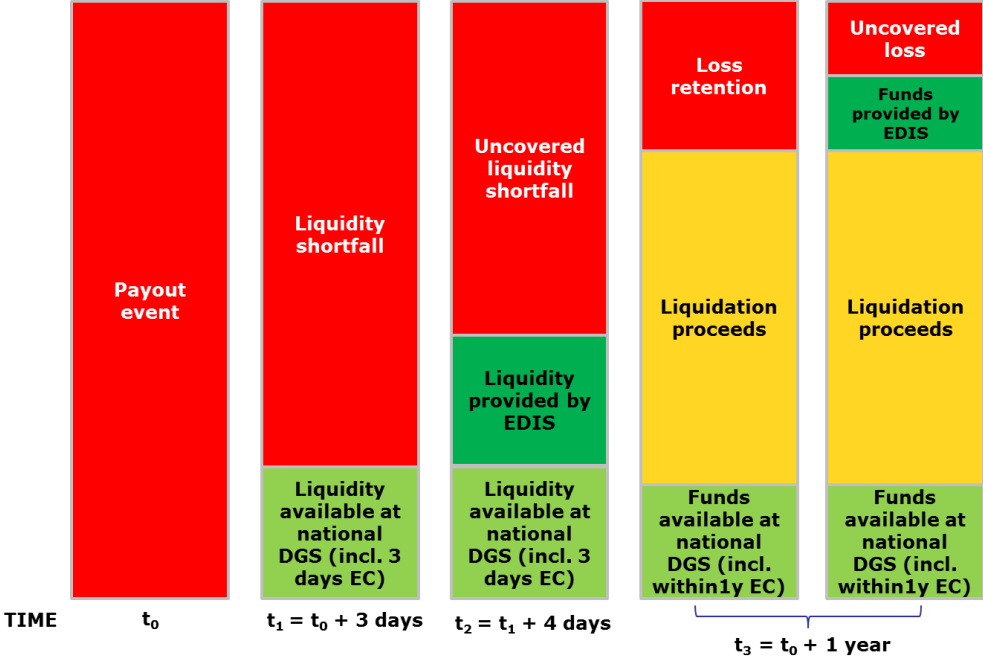 Payout
event
Liquidity
shortfall
Liquidity
available at
national
DGS (incl. 3
days EC)
Uncovered
liquidity
shortfall
Liquidity
provided by
EDIS
Liquidity
available at
national
DGS (incl. 3
days EC)
Loss
retention
Liquidation
proceeds
Funds
available at
national
DGS (incl.
within1y EC)
Uncovered
loss
Funds
provided by
EDIS
Liquidation
proceeds
Funds
available at
national
DGS (incl.
within1y EC)
TIME
t₀
t₁ = t₀ + 3 days
t₂ = t₁ + 4 days
t₃ = t₀ + 1 year